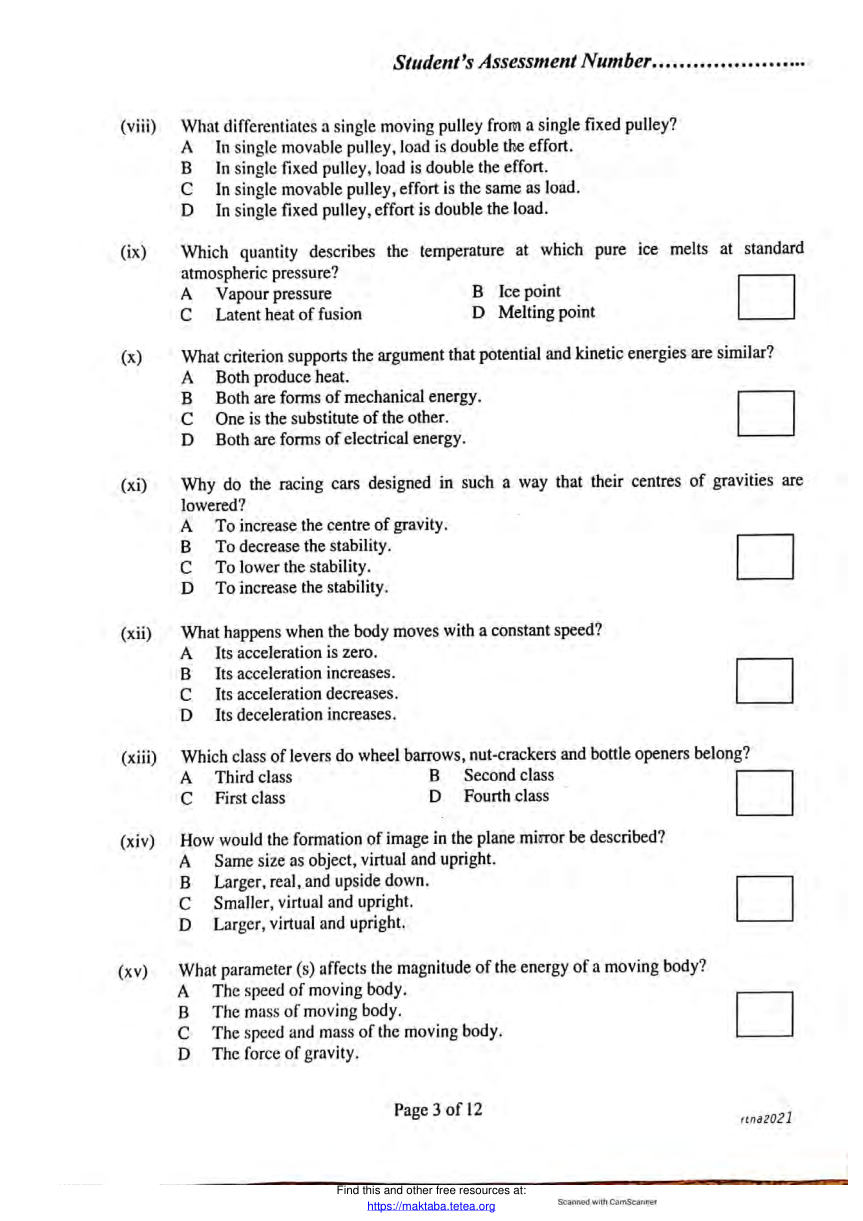 Student's Assessment Number.......................
(viii) What differentiates a single moving pulley from a single fixed pulley?
A In single movable pulley, load is double the effort.
B In single fixed pulley, load is double the effort.
C In single movable pulley, effort is the same as load.
D In single fixed pulley, effort is double the load.
(ix) Which quantity describes the temperature at which pure ice melts at standard
atmospheric pressure?
A Vapour pressure B Ice point
C Latent heat of fusion D Melting point
(x) What criterion supports the argument that potential and kinetic energies are similar?
A Both produce heat.
B Both are forms of mechanical energy.
C One is the substitute of the other.
D Both are forms of electrical energy.
(xi) Why do the racing cars designed in such a way that their centres of gravities are
lowered?
A To increase the centre of gravity.
B To decrease the stability.
C To lower the stability.
D To increase the stability.
(xii) What happens when the body moves with a constant speed?
A Its acceleration is zero.
B Its acceleration increases.
C Its acceleration decreases.
D Its deceleration increases.
(xiii) Which class of levers do wheel barrows, nut-crackers and bottle openers belong?
A Third class B Second class
C First class D Fourth class
(xiv) How would the formation of image in the plane mirror be described?
A Same size as object, virtual and upright.
B Larger, real, and upside down.
C Smaller, virtual and upright.
D Larger, virtual and upright.
(xv) What parameter (s) affects the magnitude of the energy of a moving body?
A The speed of moving body.
B The mass of moving body.
C The speed and mass of the moving body.
D The force of gravity.
Page 3 of 12
rtna2021
Find this and other free resources at:
https://maktaba.tetea.org
Scanned with CamScanner